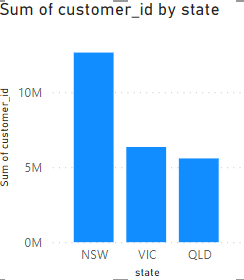 Sum of customer_id by state
Sum of customer_id
10M
5M
0M
NSW VIC QLD
state